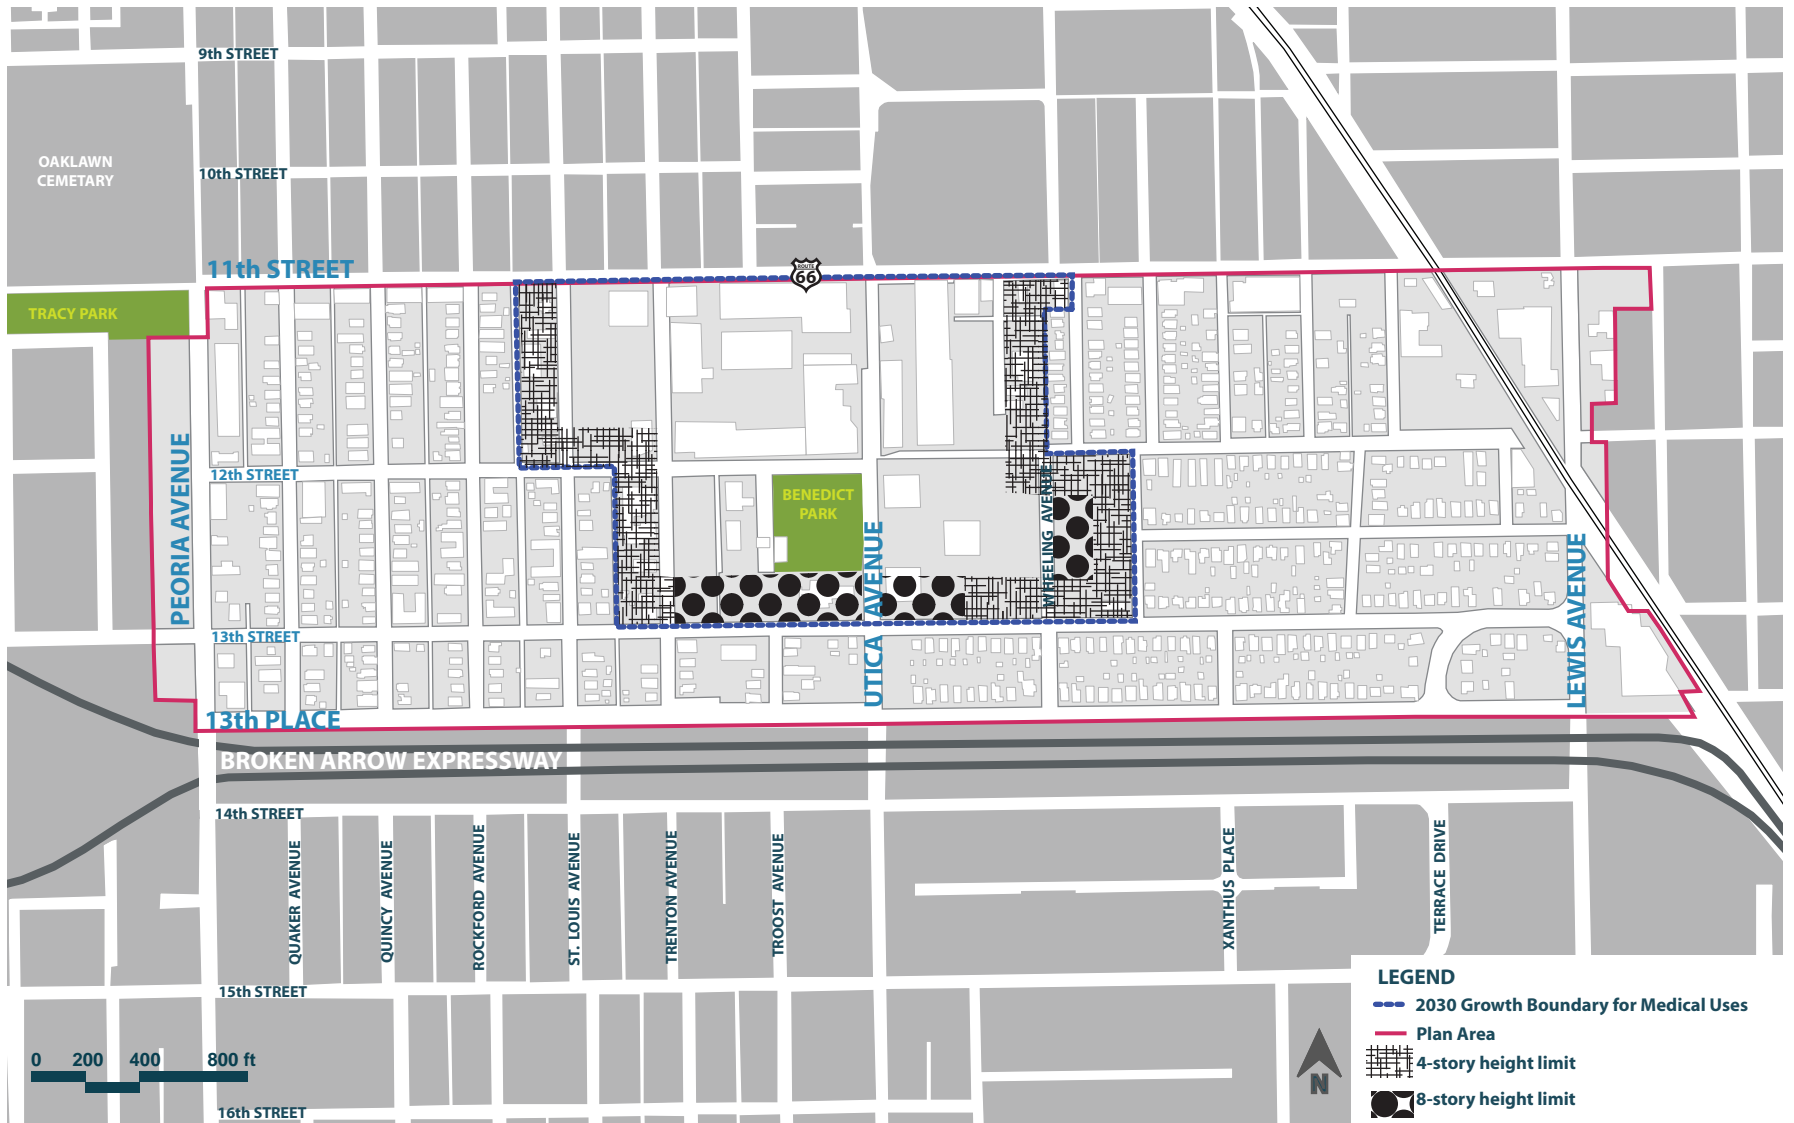 9th STREET
OAKLAWN
CEMETARY
10th STREET
11th STREET
ROUTE
66
TRACY PARK
PEORIA AVENUE
12th STREET
BENEDICT
PARK
UTICA AVENUE
WHEELING AVENUE
LEWIS AVENUE
13th STREET
13th PLACE
BROKEN ARROW EXPRESSWAY
14th STREET
QUAKER AVENUE
QUINCY AVENUE
ROCKFORD AVENUE
ST. LOUIS AVENUE
TRENTON AVENUE
TROOST AVENUE
XANTHUS PLACE
TERRACE DRIVE
15th STREET
0 200 400 800 ft
16th STREET
N
LEGEND
2030 Growth Boundary for Medical Uses
Plan Area
4-story height limit
8-story height limit